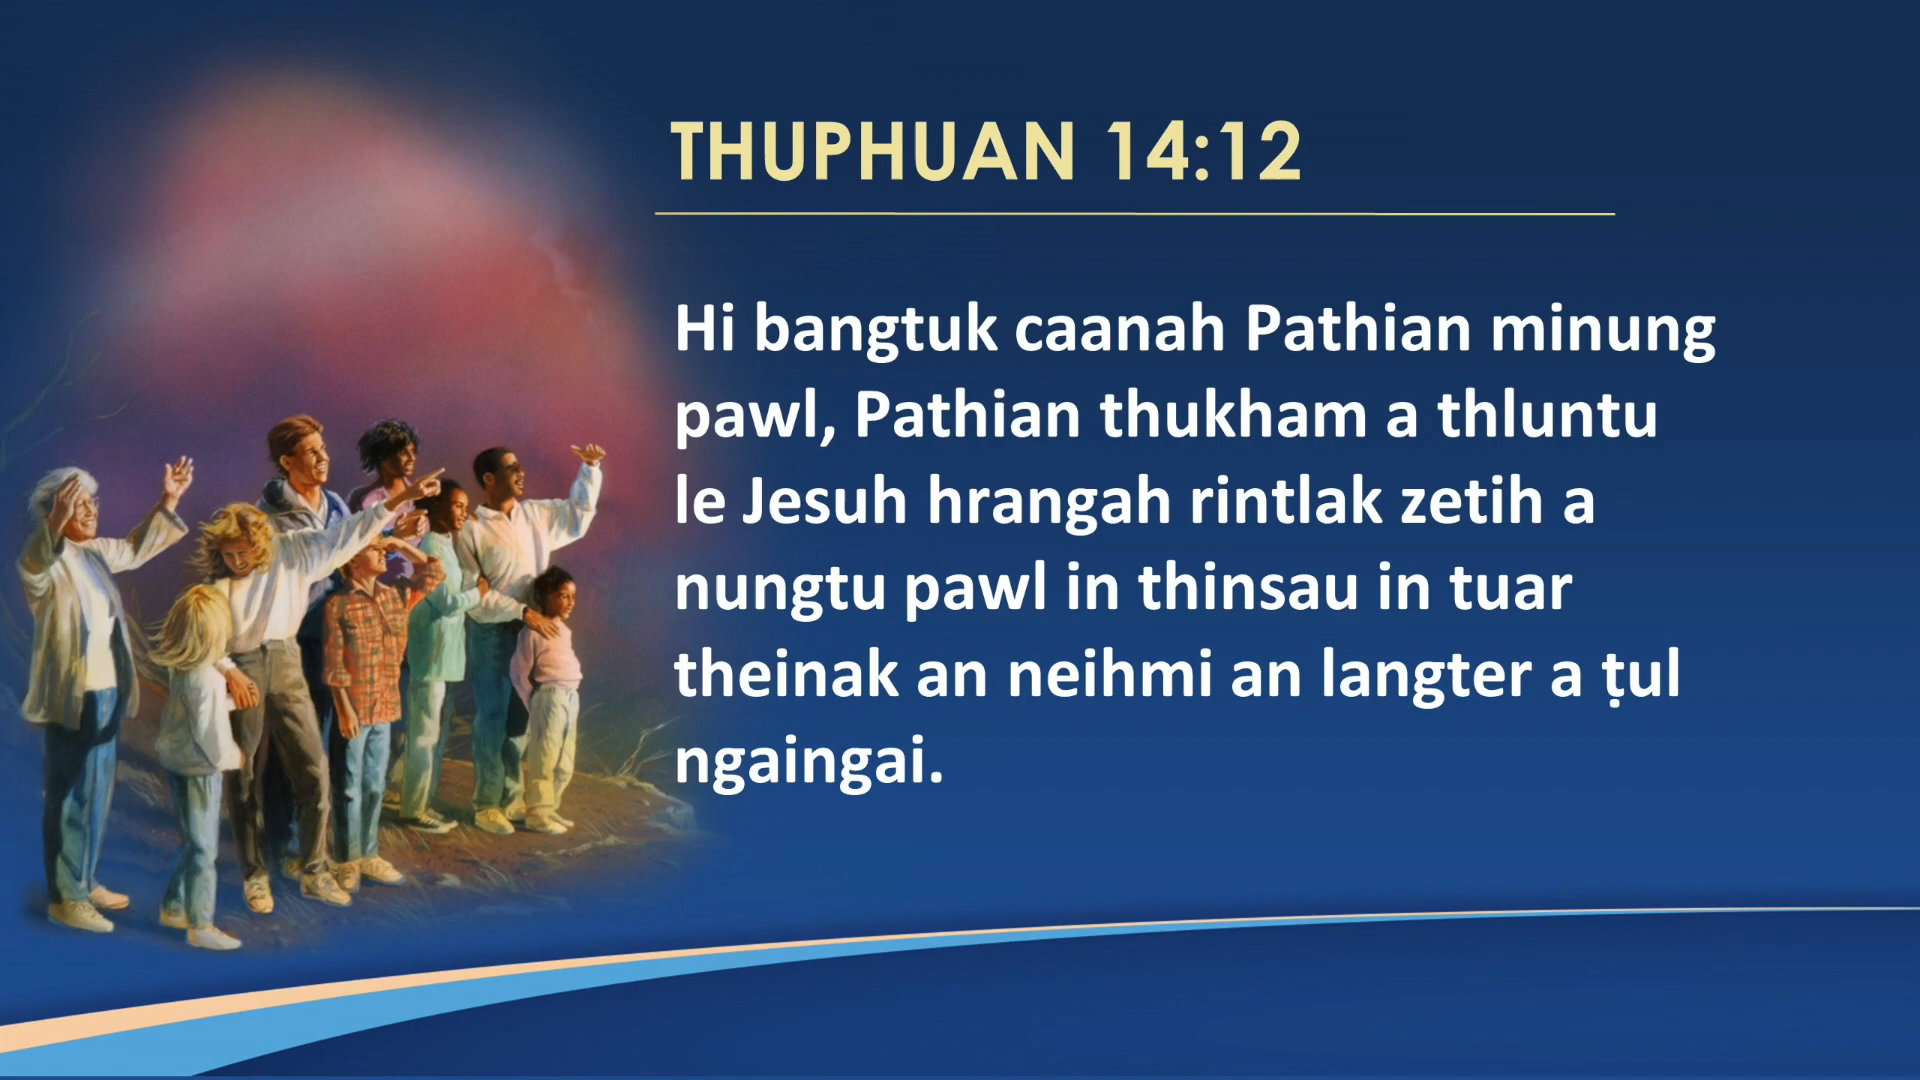 THUPHUAN 14:12
Hi bangtuk caanah Pathian minung
pawl, Pathian thukham a thluntu
le Jesuh hrangah rintlak zetih a
nungtu pawl in thinsau in tuar
theinak an neihmi an langter a ṭul
ngaingai.